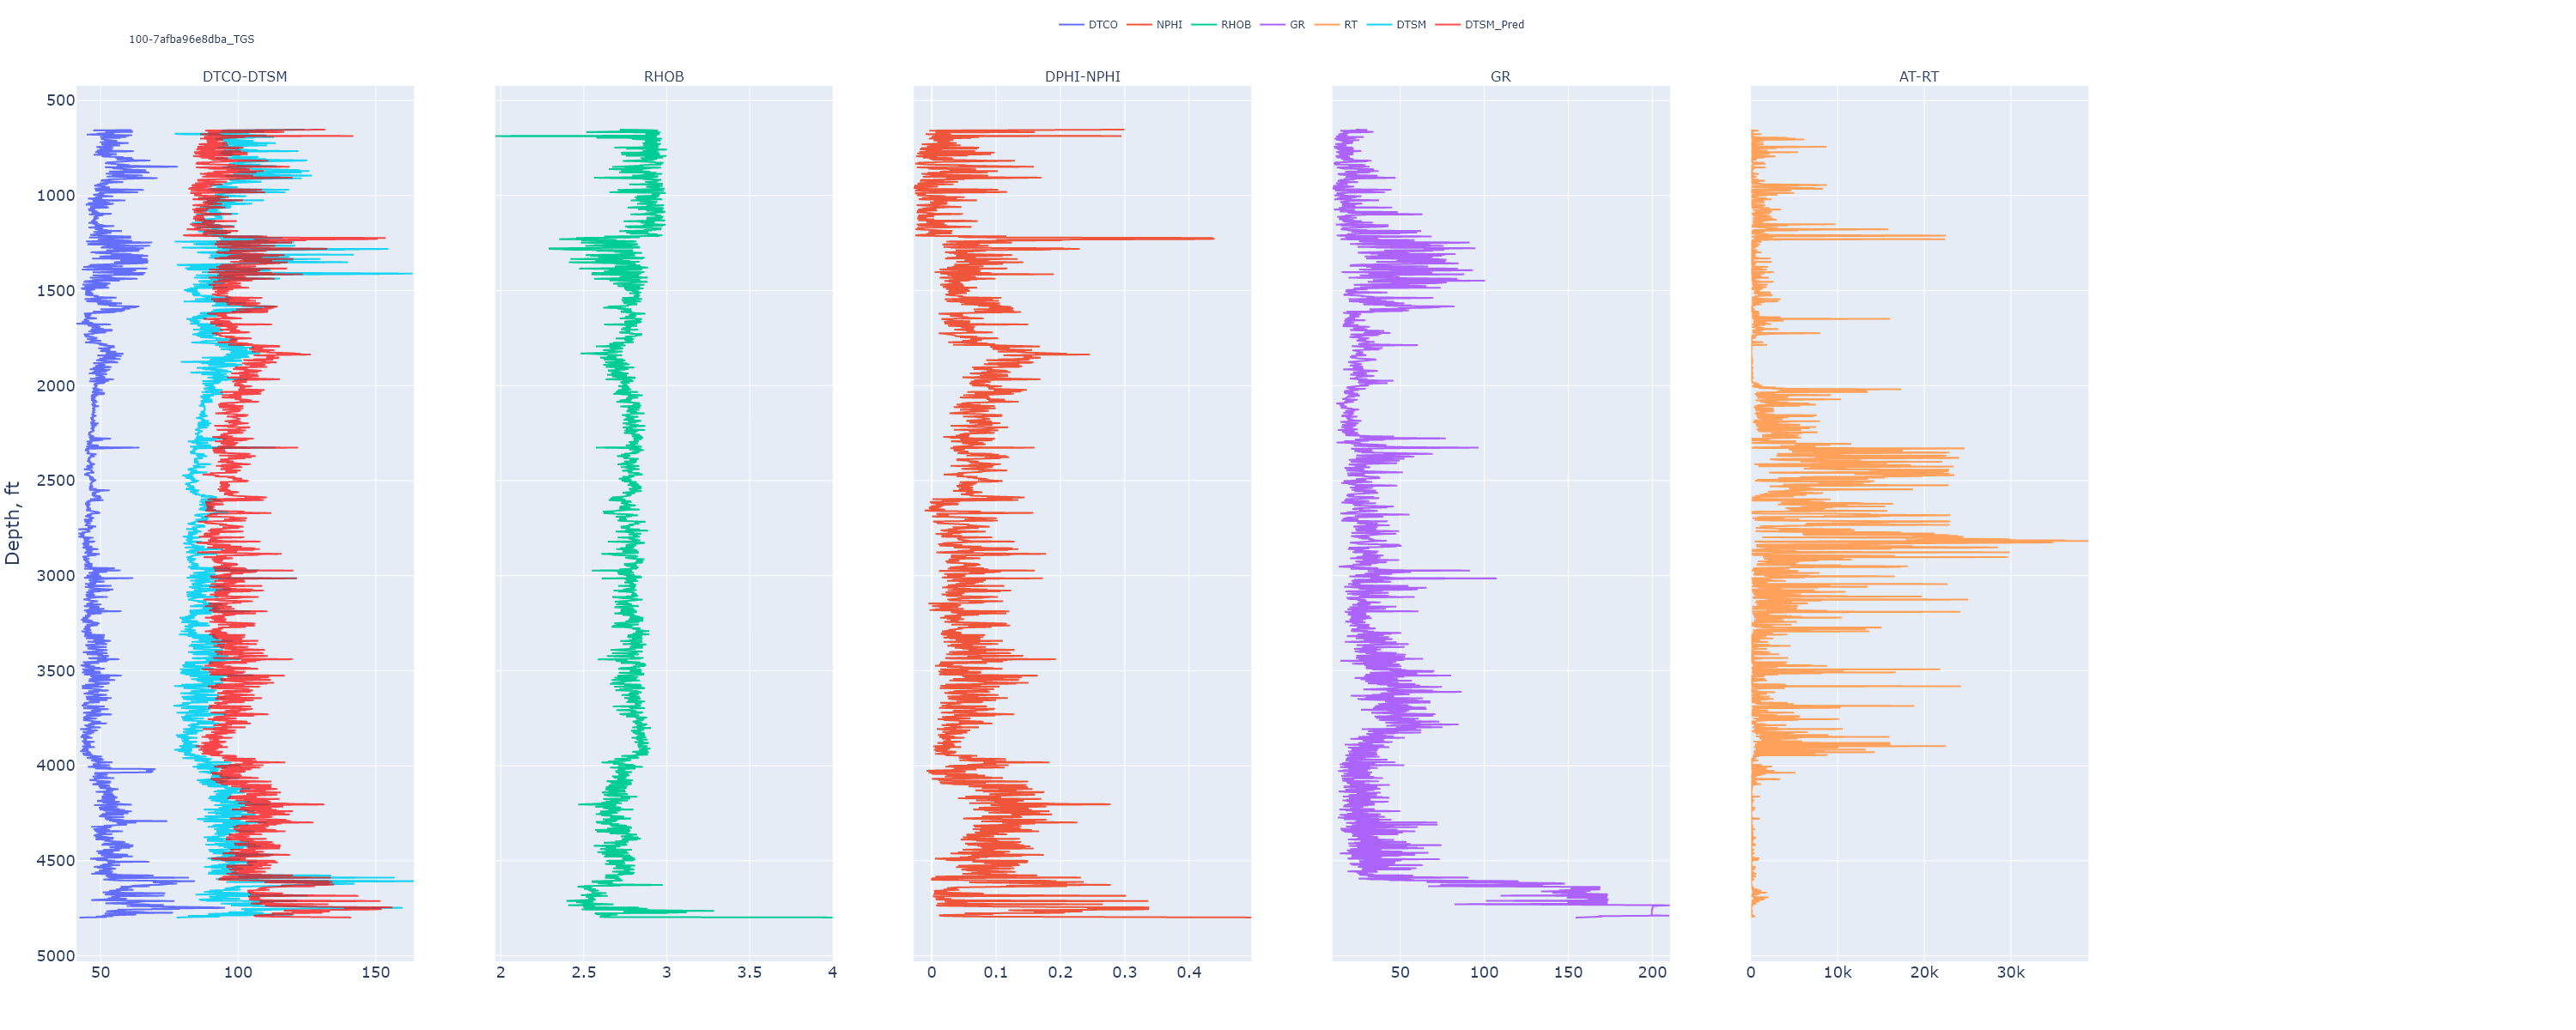 DTCO NPHI RHOB GR RT DTSM DTSM_Pred
100-7afba96e8dba_TGS
DTCO-DTSM RHOB DPHI-NPHI GR AT-RT
Depth, ft
500
1000
1500
2000
2500
3000
3500
4000
4500
5000
50 100 150 2 2.5 3 3.5 4 0 0.1 0.2 0.3 0.4 50 100 150 200 0 10k 20k 30k